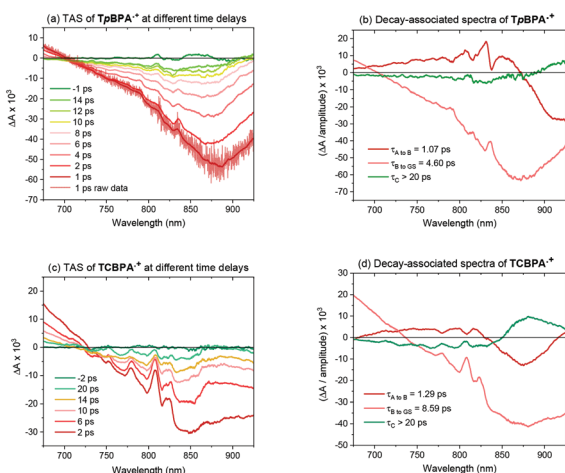 (a) TAS of TpBPA·+ at different time delays
ΔA x 10³
10
0
-10
-20
-30
-40
-50
-60
-70
-1 ps
14 ps
12 ps
10 ps
8 ps
6 ps
4 ps
2 ps
1 ps
1 ps raw data
700 750 800 850 900
Wavelength (nm)
(b) Decay-associated spectra of TpBPA·+
(ΔA /amplitude) x 10³
20
10
0
-10
-20
-30
-40
-50
-60
-70
τA to B = 1.07 ps
τB to GS = 4.60 ps
τC > 20 ps
700 750 800 850 900
Wavelength (nm)
(c) TAS of TCBPA·+ at different time delays
ΔA x 10³
30
20
10
0
-10
-20
-30
-2 ps
20 ps
14 ps
10 ps
6 ps
2 ps
700 750 800 850 900
Wavelength (nm)
(d) Decay-associated spectra of TCBPA·+
(ΔA / amplitude) x 10³
30
20
10
0
-10
-20
-30
-40
-50
τA to B = 1.29 ps
τB to GS = 8.59 ps
τC > 20 ps
700 750 800 850 900
Wavelength (nm)